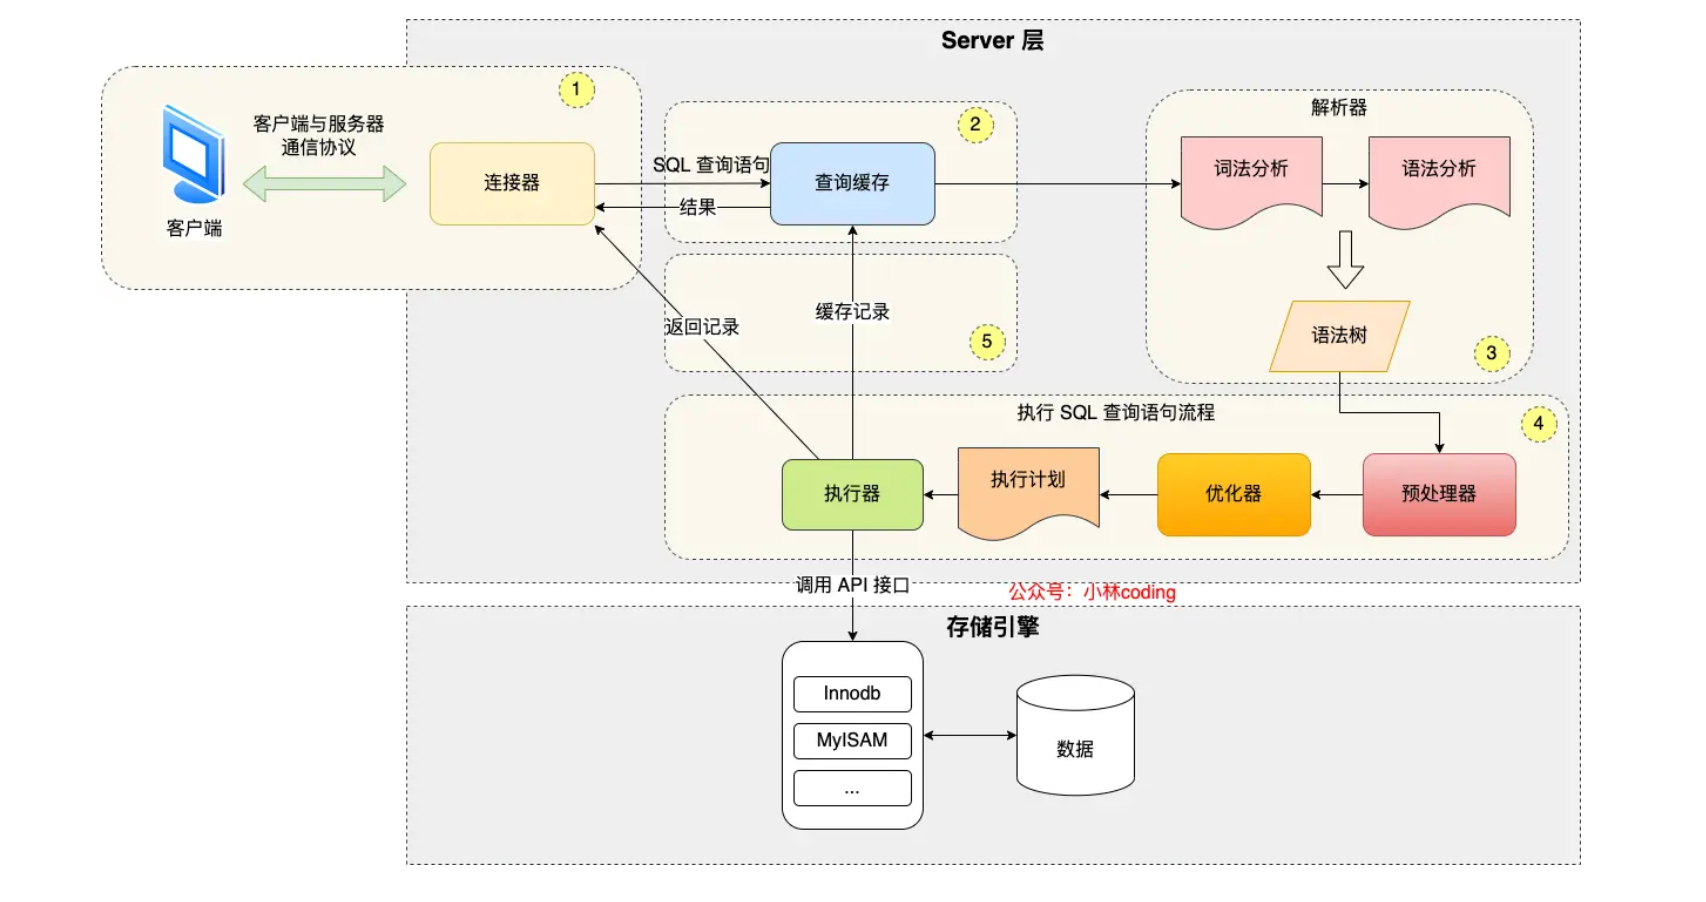 Server 层
1
客户端与服务器
通信协议
客户端
连接器
SQL 查询语句
结果
2
查询缓存
解析器
词法分析
语法分析
语法树
3
返回记录
缓存记录
5
执行 SQL 查询语句流程
4
执行器
执行计划
优化器
预处理器
调用 API 接口
公众号：小林coding
存储引擎
Innodb
MyISAM
...
数据